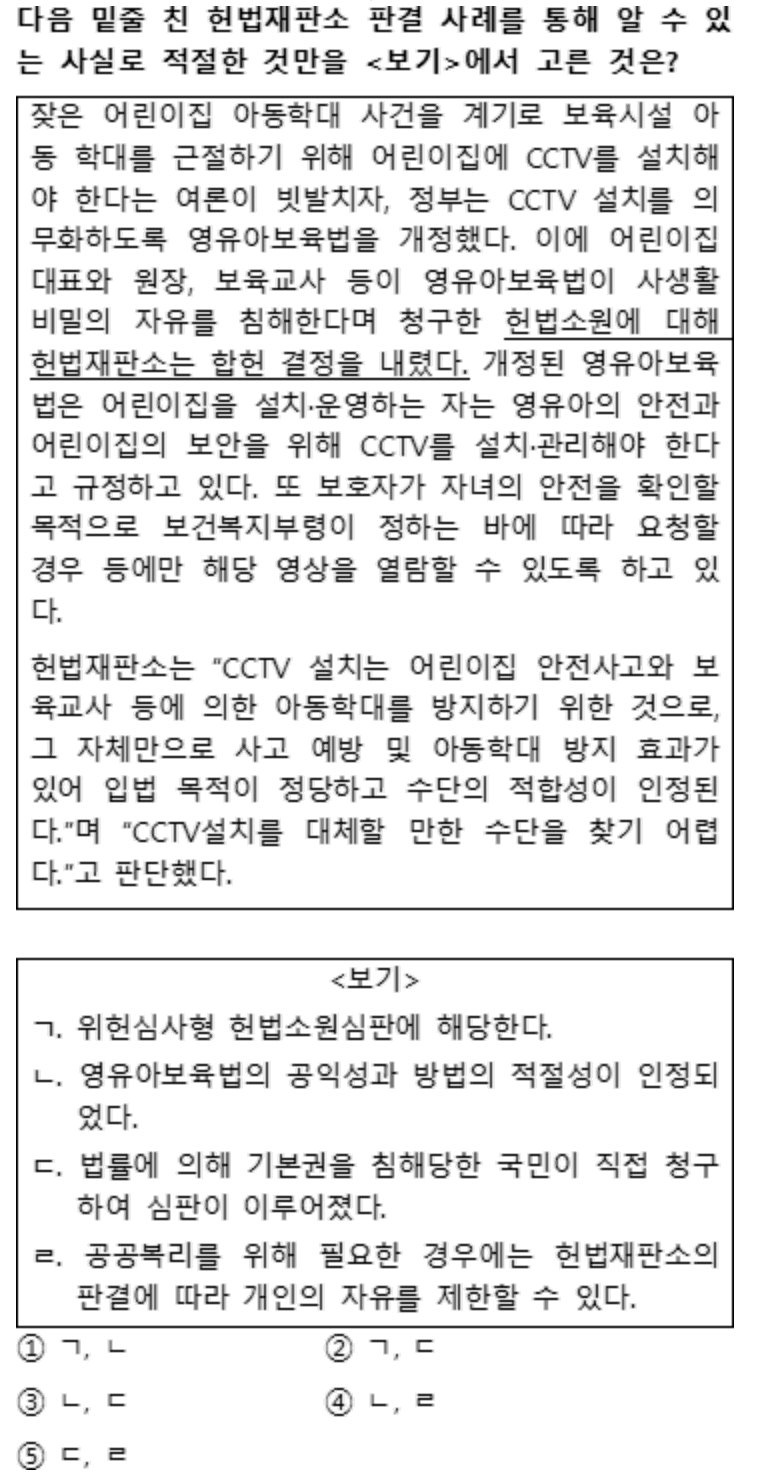 다음 밑줄 친 헌법재판소 판결 사례를 통해 알 수 있
는 사실로 적절한 것만을 <보기>에서 고른 것은?
잦은 어린이집 아동학대 사건을 계기로 보육시설 아
동 학대를 근절하기 위해 어린이집에 CCTV를 설치해
야 한다는 여론이 빗발치자, 정부는 CCTV 설치를 의
무화하도록 영유아보육법을 개정했다. 이에 어린이집
대표와 원장, 보육교사 등이 영유아보육법이 사생활
비밀의 자유를 침해한다며 청구한 헌법소원에 대해
헌법재판소는 합헌 결정을 내렸다. 개정된 영유아보육
법은 어린이집을 설치·운영하는 자는 영유아의 안전과
어린이집의 보안을 위해 CCTV를 설치·관리해야 한다
고 규정하고 있다. 또 보호자가 자녀의 안전을 확인할
목적으로 보건복지부령이 정하는 바에 따라 요청할
경우 등에만 해당 영상을 열람할 수 있도록 하고 있
다.
헌법재판소는 “CCTV 설치는 어린이집 안전사고와 보
육교사 등에 의한 아동학대를 방지하기 위한 것으로,
그 자체만으로 사고 예방 및 아동학대 방지 효과가
있어 입법 목적이 정당하고 수단의 적합성이 인정된
다.”며 “CCTV설치를 대체할 만한 수단을 찾기 어렵
다.”고 판단했다.
<보기>
ㄱ. 위헌심사형 헌법소원심판에 해당한다.
ㄴ. 영유아보육법의 공익성과 방법의 적절성이 인정되
었다.
ㄷ. 법률에 의해 기본권을 침해당한 국민이 직접 청구
하여 심판이 이루어졌다.
ㄹ. 공공복리를 위해 필요한 경우에는 헌법재판소의
판결에 따라 개인의 자유를 제한할 수 있다.
① ㄱ, ㄴ ② ㄱ, ㄷ
③ ㄴ, ㄷ ④ ㄴ, ㄹ
⑤ ㄷ, ㄹ